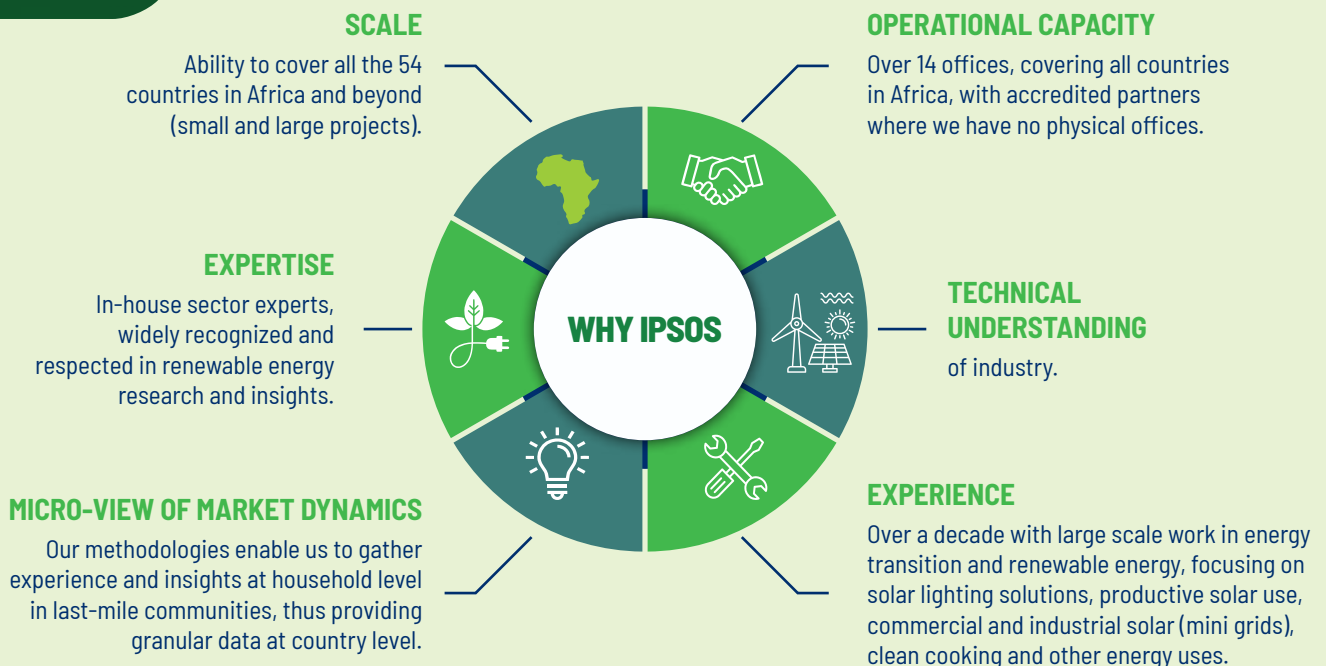 SCALE
Ability to cover all the 54
countries in Africa and beyond
(small and large projects).
OPERATIONAL CAPACITY
Over 14 offices, covering all countries
in Africa, with accredited partners
where we have no physical offices.
EXPERTISE
In-house sector experts,
widely recognized and
respected in renewable energy
research and insights.
WHY IPSOS
TECHNICAL
UNDERSTANDING
of industry.
MICRO-VIEW OF MARKET DYNAMICS
Our methodologies enable us to gather
experience and insights at household level
in last-mile communities, thus providing
granular data at country level.
EXPERIENCE
Over a decade with large scale work in energy
transition and renewable energy, focusing on
solar lighting solutions, productive solar use,
commercial and industrial solar (mini grids),
clean cooking and other energy uses.